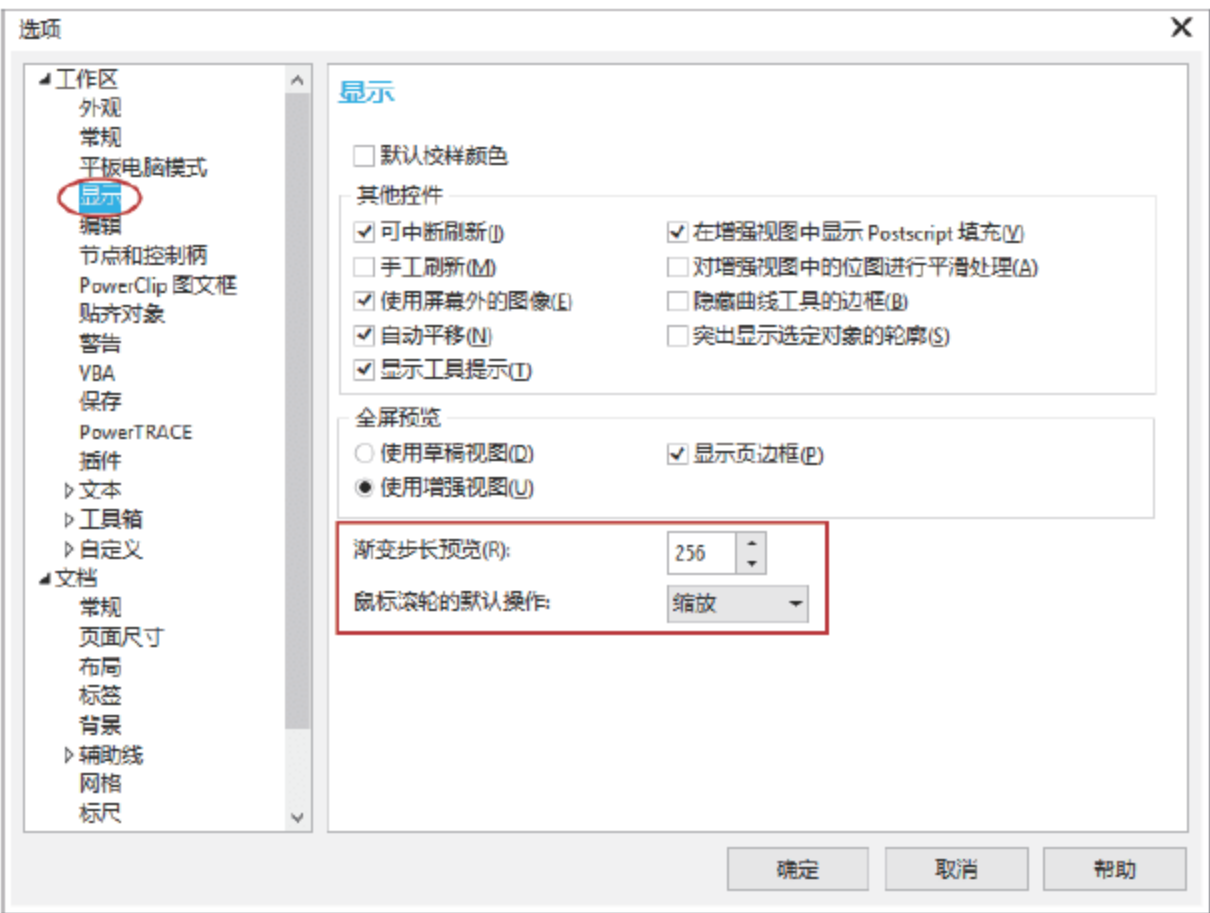 选项
工作区
外观
常规
平板电脑模式
显示
编辑
节点和控制柄
PowerClip 图文框
贴齐对象
警告
VBA
保存
PowerTRACE
插件
文本
工具箱
自定义
文档
常规
页面尺寸
布局
标签
背景
辅助线
网格
标尺
显示
默认校样颜色
其他控件
可中断刷新(I)
手工刷新(M)
使用屏幕外的图像(E)
自动平移(N)
显示工具提示(T)
在增强视图中显示 Postscript 填充(V)
对增强视图中的位图进行平滑处理(A)
隐藏曲线工具的边框(B)
突出显示选定对象的轮廓(S)
全屏预览
使用草稿视图(D)
使用增强视图(U)
显示页边框(P)
渐变步长预览(R): 256
鼠标滚轮的默认操作: 缩放
确定 取消 帮助